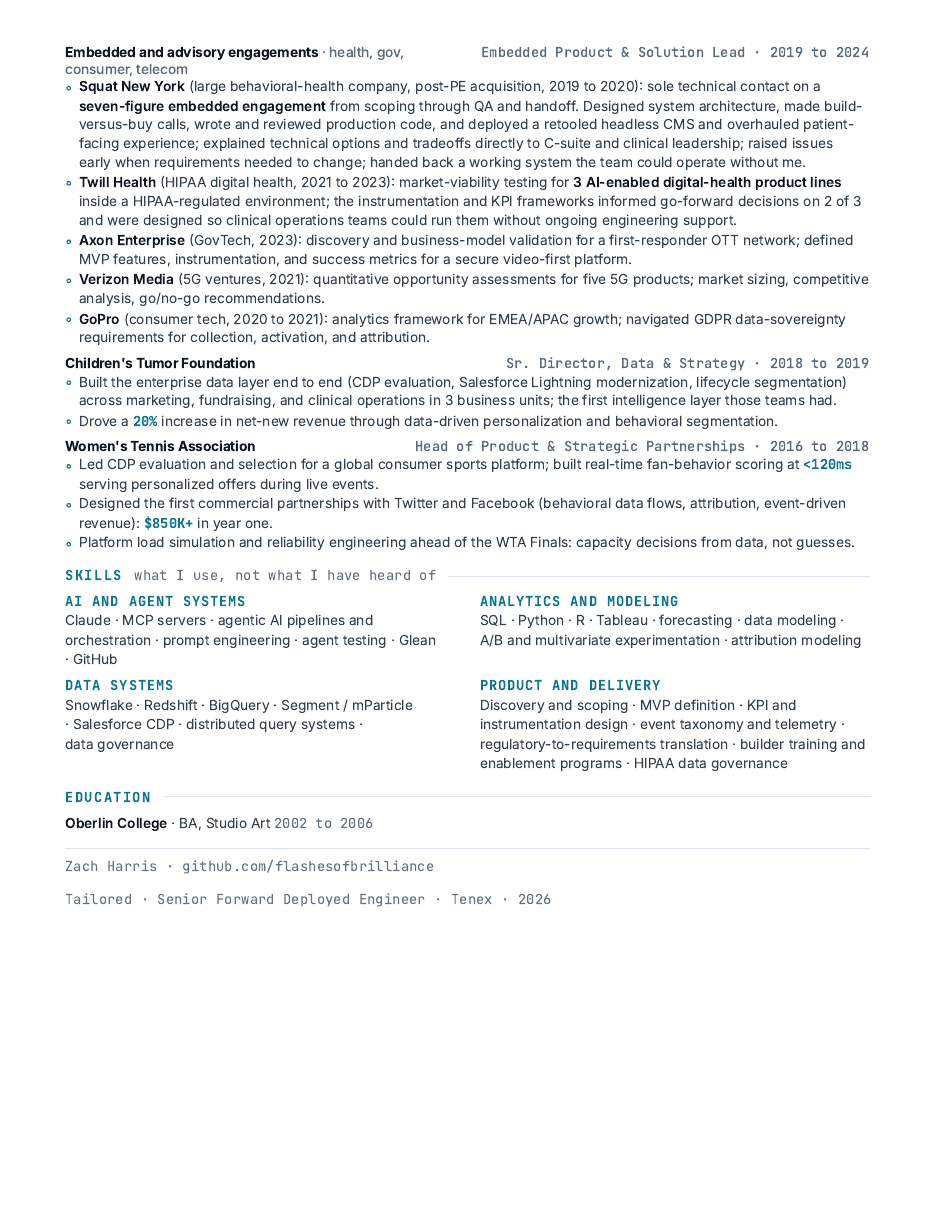 Embedded and advisory engagements · health, gov, consumer, telecom
Embedded Product & Solution Lead · 2019 to 2024
Squat New York (large behavioral-health company, post-PE acquisition, 2019 to 2020): sole technical contact on a
seven-figure embedded engagement from scoping through QA and handoff. Designed system architecture, made build-
versus-buy calls, wrote and reviewed production code, and deployed a retooled headless CMS and overhauled patient-
facing experience; explained technical options and tradeoffs directly to C-suite and clinical leadership; raised issues
early when requirements needed to change; handed back a working system the team could operate without me.
Twill Health (HIPAA digital health, 2021 to 2023): market-viability testing for 3 AI-enabled digital-health product lines
inside a HIPAA-regulated environment; the instrumentation and KPI frameworks informed go-forward decisions on 2 of 3
and were designed so clinical operations teams could run them without ongoing engineering support.
Axon Enterprise (GovTech, 2023): discovery and business-model validation for a first-responder OTT network; defined
MVP features, instrumentation, and success metrics for a secure video-first platform.
Verizon Media (5G ventures, 2021): quantitative opportunity assessments for five 5G products; market sizing, competitive
analysis, go/no-go recommendations.
GoPro (consumer tech, 2020 to 2021): analytics framework for EMEA/APAC growth; navigated GDPR data-sovereignty
requirements for collection, activation, and attribution.
Children's Tumor Foundation
Sr. Director, Data & Strategy · 2018 to 2019
Built the enterprise data layer end to end (CDP evaluation, Salesforce Lightning modernization, lifecycle segmentation)
across marketing, fundraising, and clinical operations in 3 business units; the first intelligence layer those teams had.
Drove a 20% increase in net-new revenue through data-driven personalization and behavioral segmentation.
Women's Tennis Association
Head of Product & Strategic Partnerships · 2016 to 2018
Led CDP evaluation and selection for a global consumer sports platform; built real-time fan-behavior scoring at <120ms
serving personalized offers during live events.
Designed the first commercial partnerships with Twitter and Facebook (behavioral data flows, attribution, event-driven
revenue): $850K+ in year one.
Platform load simulation and reliability engineering ahead of the WTA Finals: capacity decisions from data, not guesses.
SKILLS what I use, not what I have heard of
AI AND AGENT SYSTEMS
Claude · MCP servers · agentic AI pipelines and
orchestration · prompt engineering · agent testing · Glean
· GitHub
ANALYTICS AND MODELING
SQL · Python · R · Tableau · forecasting · data modeling ·
A/B and multivariate experimentation · attribution modeling
DATA SYSTEMS
Snowflake · Redshift · BigQuery · Segment / mParticle
· Salesforce CDP · distributed query systems ·
data governance
PRODUCT AND DELIVERY
Discovery and scoping · MVP definition · KPI and
instrumentation design · event taxonomy and telemetry ·
regulatory-to-requirements translation · builder training and
enablement programs · HIPAA data governance
EDUCATION
Oberlin College · BA, Studio Art 2002 to 2006
Zach Harris · github.com/flashesofbrilliance
Tailored · Senior Forward Deployed Engineer · Tenex · 2026